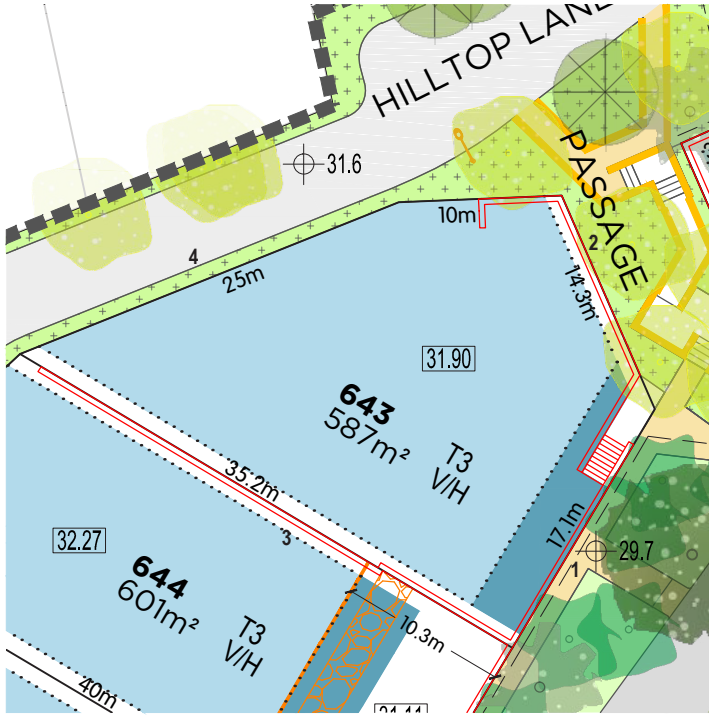 HILLTOP LANE
PASSAGE
31.6
10m
4
25m
2
14.3m
31.90
643
587m²
T3
V/H
35.2m
3
17.1m
29.7
1
32.27
644
601m²
T3
V/H
10.3m
40m